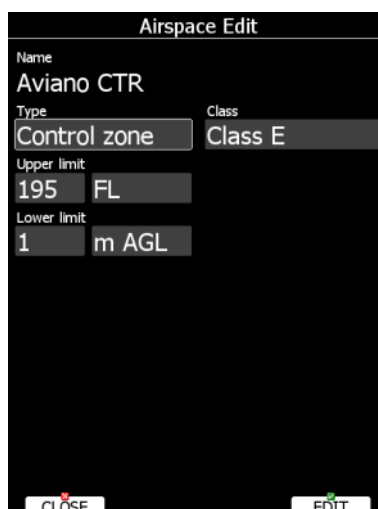 Airspace Edit
Name
Aviano CTR
Type Class
Control zone Class E
Upper limit
195 FL
Lower limit
1 m AGL
CLOSE EDIT